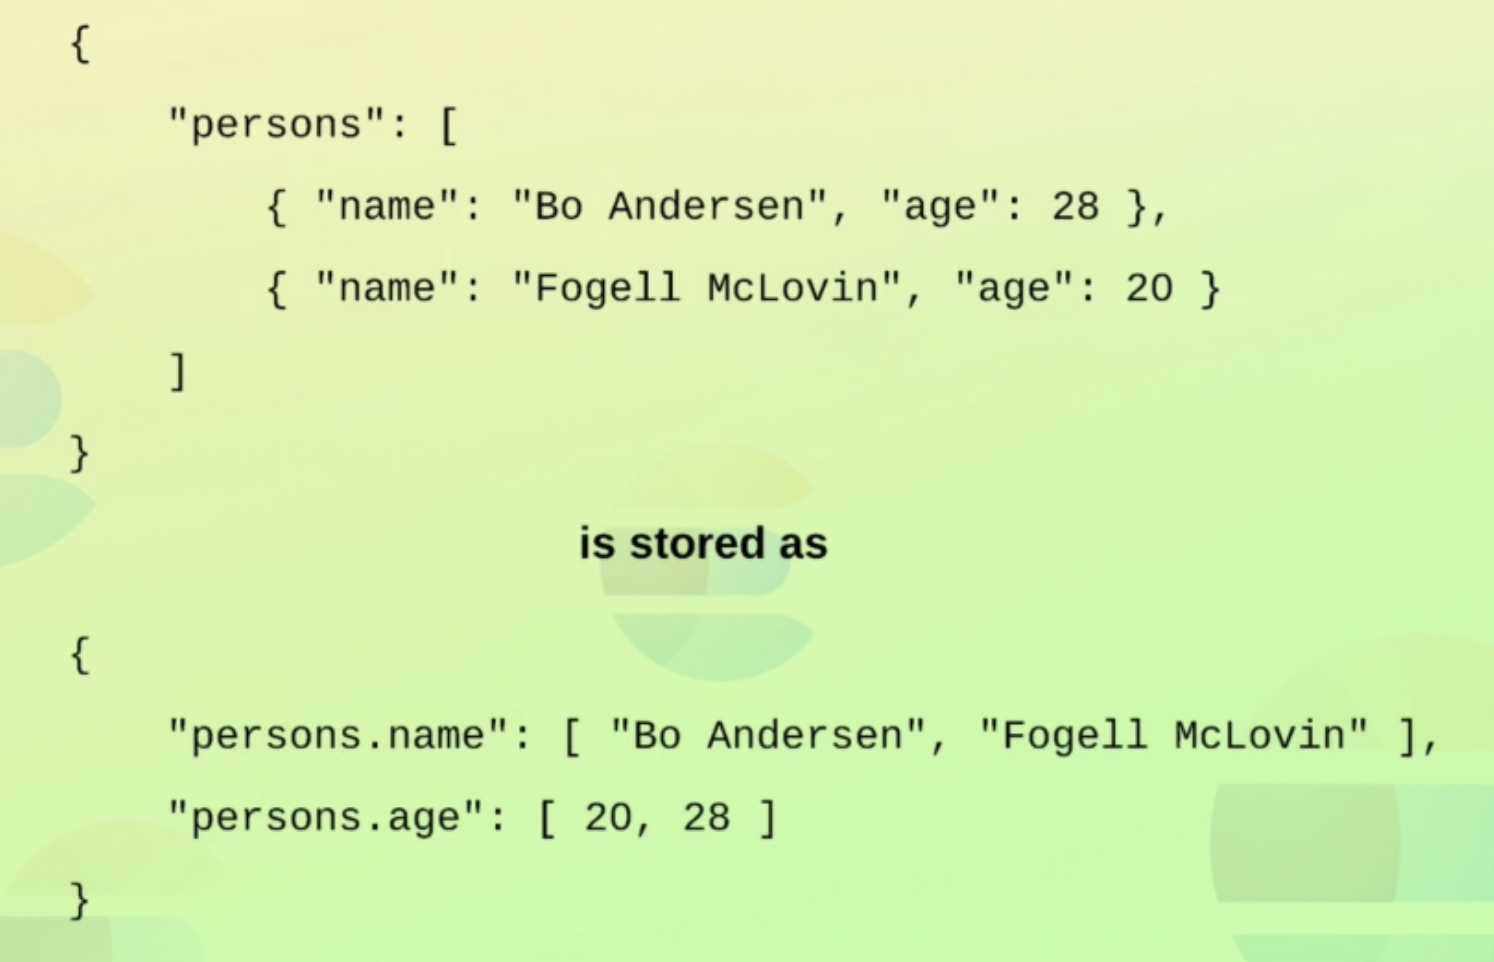 {
"persons": [
{ "name": "Bo Andersen", "age": 28 },
{ "name": "Fogell McLovin", "age": 20 }
]
}
is stored as
{
"persons.name": [ "Bo Andersen", "Fogell McLovin" ],
"persons.age": [ 20, 28 ]
}